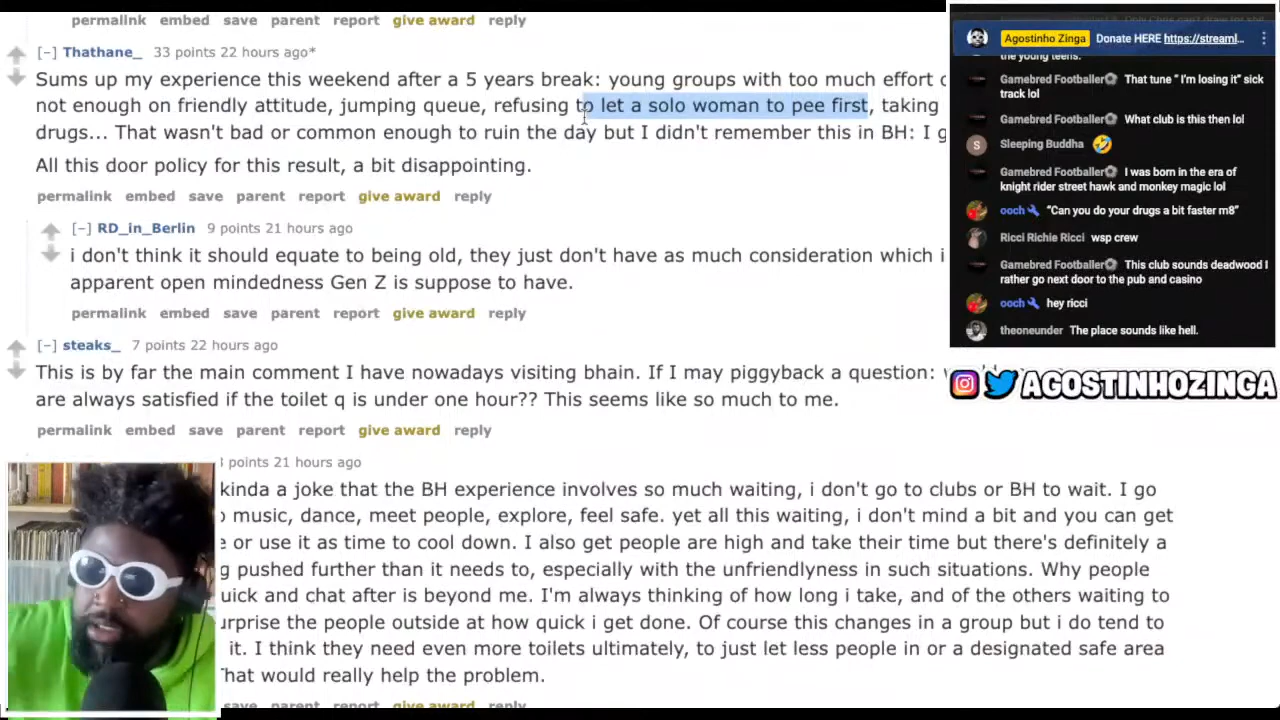 permalink embed save parent report give award reply
[–] Thathane_ 33 points 22 hours ago*
Sums up my experience this weekend after a 5 years break: young groups with too much effort
not enough on friendly attitude, jumping queue, refusing to let a solo woman to pee first, taking
drugs... That wasn't bad or common enough to ruin the day but I didn't remember this in BH: I
All this door policy for this result, a bit disappointing.
permalink embed save parent report give award reply
[–] RD_in_Berlin 9 points 21 hours ago
i don't think it should equate to being old, they just don't have as much consideration which i
apparent open mindedness Gen Z is suppose to have.
permalink embed save parent report give award reply
[–] steaks_ 7 points 22 hours ago
This is by far the main comment I have nowadays visiting bhain. If I may piggyback a question:
are always satisfied if the toilet q is under one hour?? This seems like so much to me.
permalink embed save parent report give award reply
points 21 hours ago
kinda a joke that the BH experience involves so much waiting, i don't go to clubs or BH to wait. I go
music, dance, meet people, explore, feel safe. yet all this waiting, i don't mind a bit and you can get
or use it as time to cool down. I also get people are high and take their time but there's definitely a
pushed further than it needs to, especially with the unfriendlyness in such situations. Why people
chat after is beyond me. I'm always thinking of how long i take, and of the others waiting to
the people outside at how quick i get done. Of course this changes in a group but i do tend to
it. I think they need even more toilets ultimately, to just let less people in or a designated safe area
That would really help the problem.
save parent report give award reply
Agostinho Zinga Donate HERE https://streaml...
the young teens.
Gamebred Footballer⚽ That tune " I'm losing it" sick
track lol
Gamebred Footballer⚽ What club is this then lol
S Sleeping Buddha 🤣
Gamebred Footballer⚽ I was born in the era of
knight rider street hawk and monkey magic lol
ooch "Can you do your drugs a bit faster m8"
Ricci Richie Ricci wsp crew
Gamebred Footballer⚽ This club sounds deadwood I
rather go next door to the pub and casino
ooch hey ricci
theoneunder The place sounds like hell.
AGOSTINHOZINGA